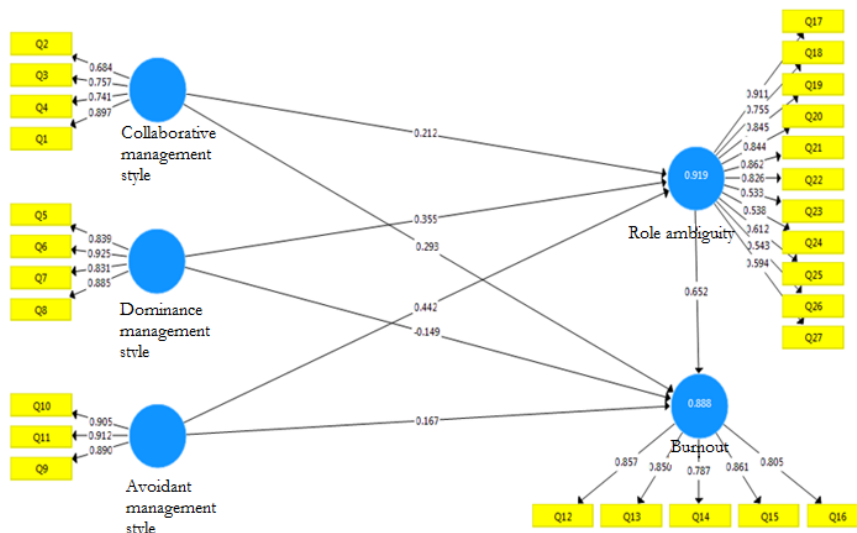 Q2
Q3
Q4
Q1
0.684
0.757
0.741
0.897
Collaborative
management
style
Q5
Q6
Q7
Q8
0.839
0.925
0.831
0.885
Dominance
management
style
Q10
Q11
Q9
0.905
0.912
0.890
Avoidant
management
style
0.212
0.355
0.293
0.442
-0.149
0.167
0.652
0.919
Role ambiguity
0.911
0.755
0.845
0.844
0.862
0.826
0.533
0.538
0.612
0.543
0.594
Q17
Q18
Q19
Q20
Q21
Q22
Q23
Q24
Q25
Q26
Q27
0.888
Burnout
0.857
0.850
0.787
0.861
0.805
Q12
Q13
Q14
Q15
Q16